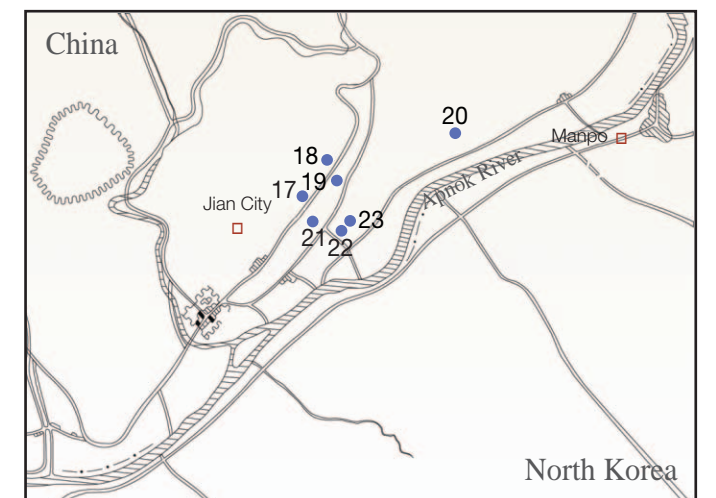 China
20
Manpo
18
19
Apnok River
17
Jian City
23
21
22
North Korea